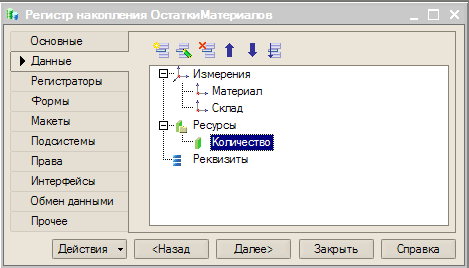 Регистр накопления ОстаткиМатериалов
Основные
Данные
Регистраторы
Формы
Макеты
Подсистемы
Права
Интерфейсы
Обмен данными
Прочее
Измерения
Материал
Склад
Ресурсы
Количество
Реквизиты
Действия
<Назад
Далее>
Закрыть
Справка